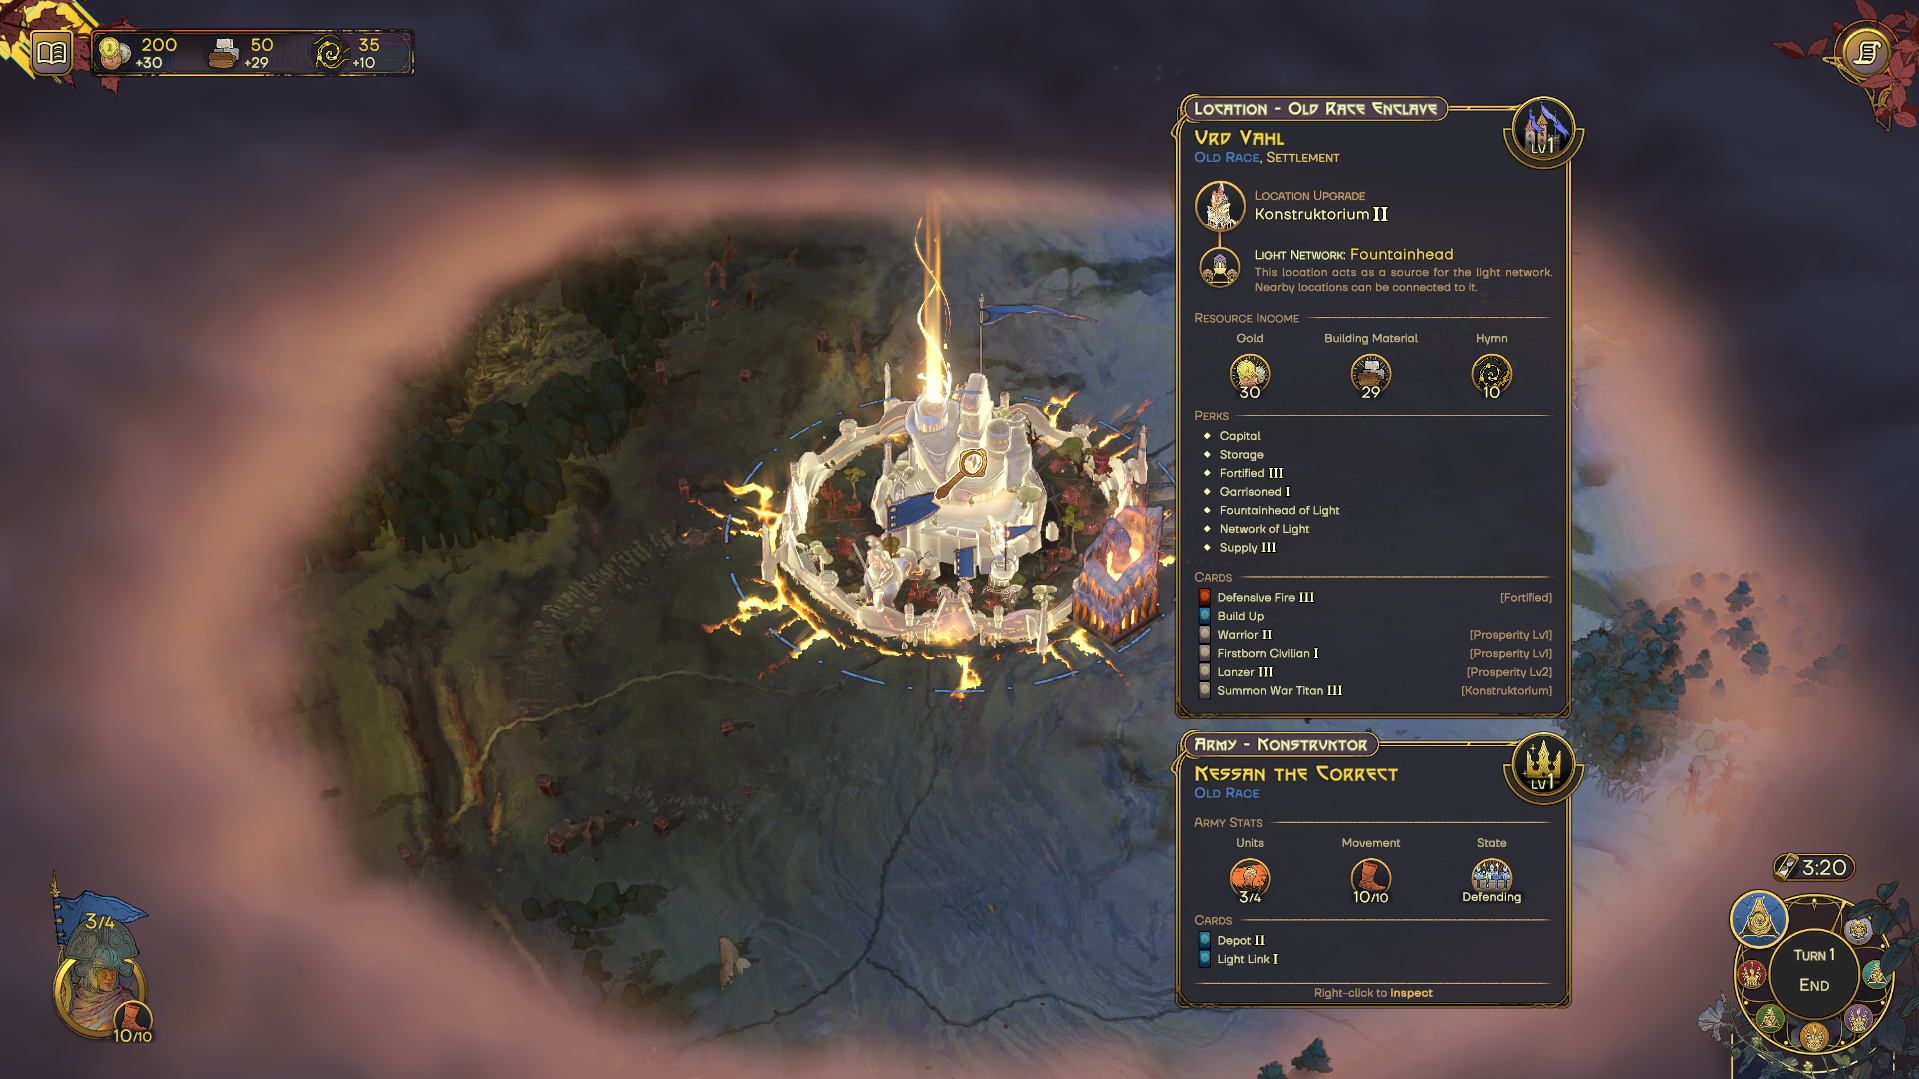 200
+30
50
+29
35
+10
Location - Old Race Enclave
Urd Vahl
Old Race, Settlement
LV1
Location Upgrade
Konstruktorium II
Light Network: Fountainhead
This location acts as a source for the light network.
Nearby locations can be connected to it.
Resource Income
Gold
Building Material
Hymn
30
29
10
Perks
Capital
Storage
Fortified III
Garrisoned I
Fountainhead of Light
Network of Light
Supply III
Cards
Defensive Fire III [Fortified]
Build Up
Warrior II [Prosperity Lv1]
Firstborn Civilian I [Prosperity Lv1]
Lanzer III [Prosperity Lv2]
Summon War Titan III [Konstruktorium]
Army - Konstruktor
Kessan the Correct
Old Race
LV1
Army Stats
Units
Movement
State
3/4
10/10
Defending
Cards
Depot II
Light Link I
Right-click to Inspect
3/4
10/10
3:20
Turn 1
End